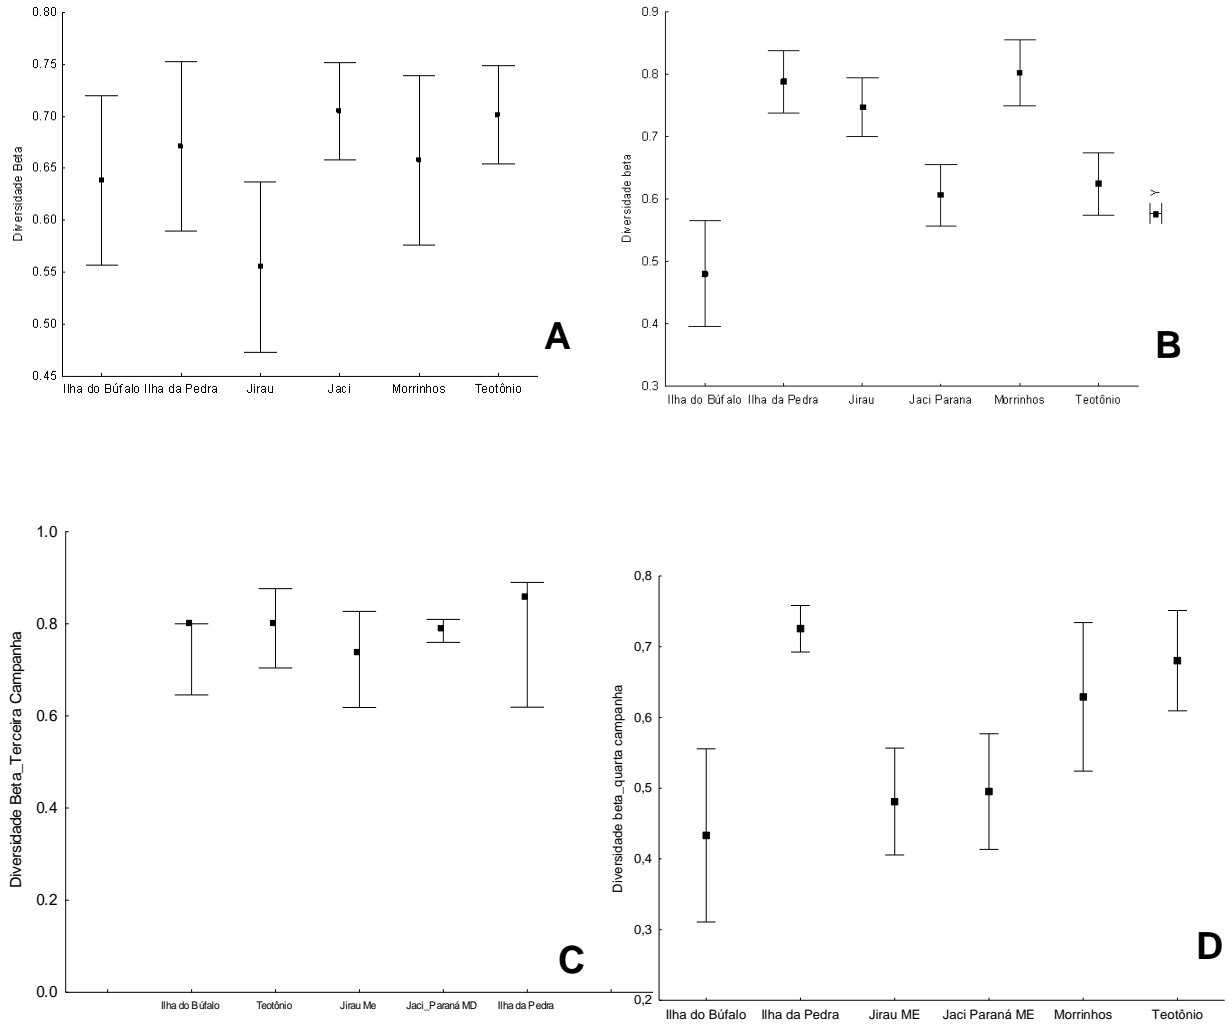 0.80
0.75
0.70
0.65
0.60
0.55
0.50
0.45
Diversidade Beta
Ilha do Búfalo Ilha da Pedra Jirau Jaci Morrinhos Teotônio
A
0.9
0.8
0.7
0.6
0.5
0.4
0.3
Diversidade beta
Ilha do Búfalo Ilha da Pedra Jirau Jaci Parana Morrinhos Teotônio
Y
B
1.0
0.8
0.6
0.4
0.2
0.0
Diversidade Beta_Terceira Campanha
Ilha do Búfalo Teotônio Jirau Me Jaci_Paraná MD Ilha da Pedra
C
0,8
0,7
0,6
0,5
0,4
0,3
0,2
Diversidade beta_quarta campanha
Ilha do Búfalo Ilha da Pedra Jirau ME Jaci Paraná ME Morrinhos Teotônio
D